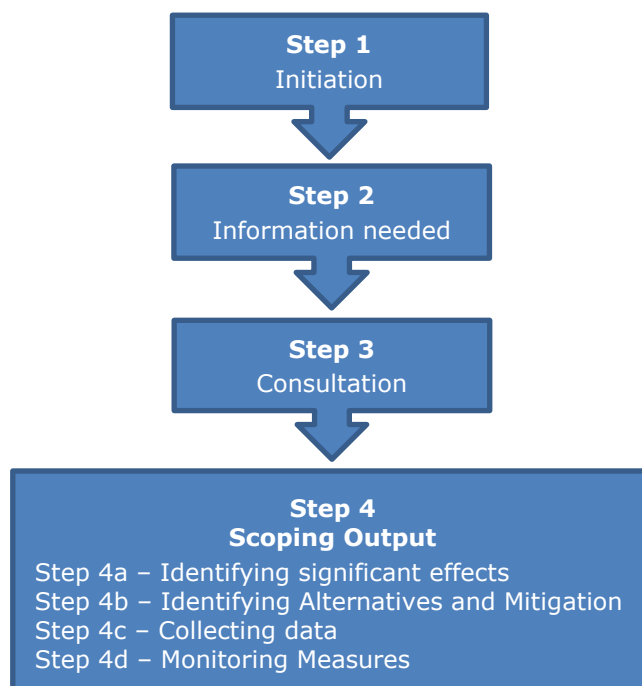 Step 1
Initiation
Step 2
Information needed
Step 3
Consultation
Step 4
Scoping Output
Step 4a – Identifying significant effects
Step 4b – Identifying Alternatives and Mitigation
Step 4c – Collecting data
Step 4d – Monitoring Measures